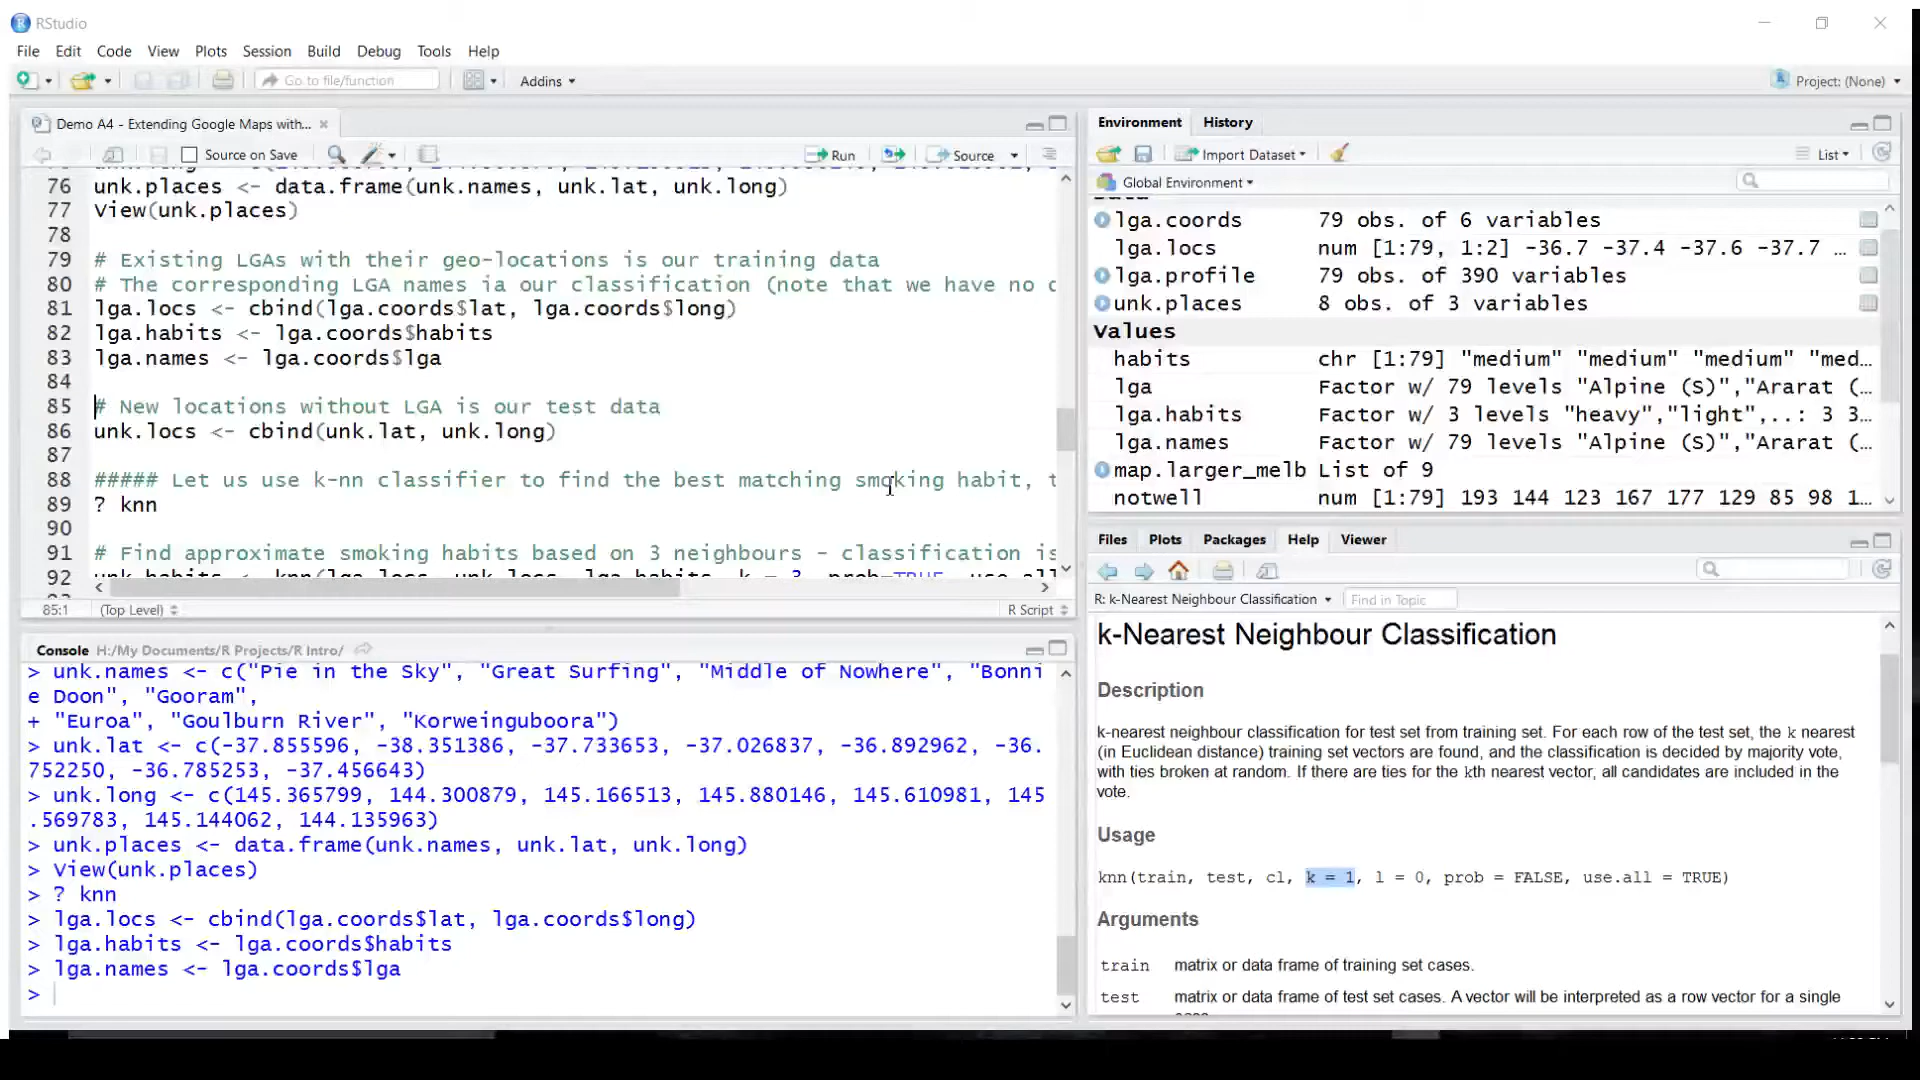 RStudio
File Edit Code View Plots Session Build Debug Tools Help
Go to file/function Addins Project: (None)
Demo A4 - Extending Google Maps with...
Source on Save Run Source
76 unk.places <- data.frame(unk.names, unk.lat, unk.long)
77 View(unk.places)
78
79 # Existing LGAs with their geo-locations is our training data
80 # The corresponding LGA names ia our classification (note that we have no
81 lga.locs <- cbind(lga.coords$lat, lga.coords$long)
82 lga.habits <- lga.coords$habits
83 lga.names <- lga.coords$lga
84
85 # New locations without LGA is our test data
86 unk.locs <- cbind(unk.lat, unk.long)
87
88 ##### Let us use k-nn classifier to find the best matching smoking habit,
89 ? knn
90
91 # Find approximate smoking habits based on 3 neighbours - classification is
92 unk.habits <- knn(lga.locs, unk.locs, lga.habits, k = 3, prob=TRUE, use.all
85:1 (Top Level) R Script
Console H:/My Documents/R Projects/R Intro/
> unk.names <- c("Pie in the Sky", "Great Surfing", "Middle of Nowhere", "Bonni
e Doon", "Gooram",
+ "Euroa", "Goulburn River", "Korweinguboora")
> unk.lat <- c(-37.855596, -38.351386, -37.733653, -37.026837, -36.892962, -36.
752250, -36.785253, -37.456643)
> unk.long <- c(145.365799, 144.300879, 145.166513, 145.880146, 145.610981, 145
.569783, 145.144062, 144.135963)
> unk.places <- data.frame(unk.names, unk.lat, unk.long)
> View(unk.places)
> ? knn
> lga.locs <- cbind(lga.coords$lat, lga.coords$long)
> lga.habits <- lga.coords$habits
> lga.names <- lga.coords$lga
>
Environment History
Import Dataset List
Global Environment
Data
lga.coords 79 obs. of 6 variables
lga.locs num [1:79, 1:2] -36.7 -37.4 -37.6 -37.7 ...
lga.profile 79 obs. of 390 variables
unk.places 8 obs. of 3 variables
Values
habits chr [1:79] "medium" "medium" "medium" "med...
lga Factor w/ 79 levels "Alpine (S)","Ararat (...
lga.habits Factor w/ 3 levels "heavy","light",..: 3 3...
lga.names Factor w/ 79 levels "Alpine (S)","Ararat (...
map.larger_melb List of 9
notwell num [1:79] 193 144 123 167 177 129 85 98 1...
Files Plots Packages Help Viewer
R: k-Nearest Neighbour Classification Find in Topic
k-Nearest Neighbour Classification
Description
k-nearest neighbour classification for test set from training set. For each row of the test set, the k nearest
(in Euclidean distance) training set vectors are found, and the classification is decided by majority vote,
with ties broken at random. If there are ties for the kth nearest vector, all candidates are included in the
vote.
Usage
knn(train, test, cl, k = 1, l = 0, prob = FALSE, use.all = TRUE)
Arguments
train matrix or data frame of training set cases.
test matrix or data frame of test set cases. A vector will be interpreted as a row vector for a single